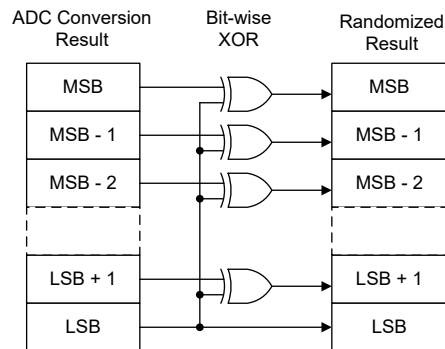 ADC Conversion
Result
Bit-wise
XOR
Randomized
Result
MSB
MSB
MSB - 1
MSB - 1
MSB - 2
MSB - 2
LSB + 1
LSB + 1
LSB
LSB